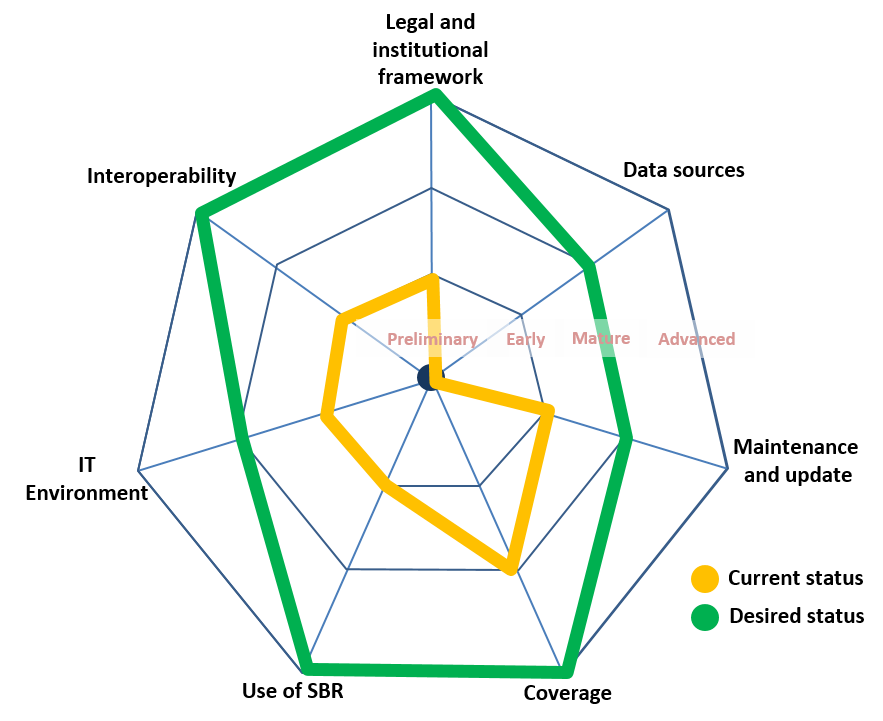 Legal and
institutional
framework
Interoperability
Data sources
Preliminary Early Mature Advanced
Maintenance
and update
IT
Environment
Current status
Desired status
Use of SBR
Coverage